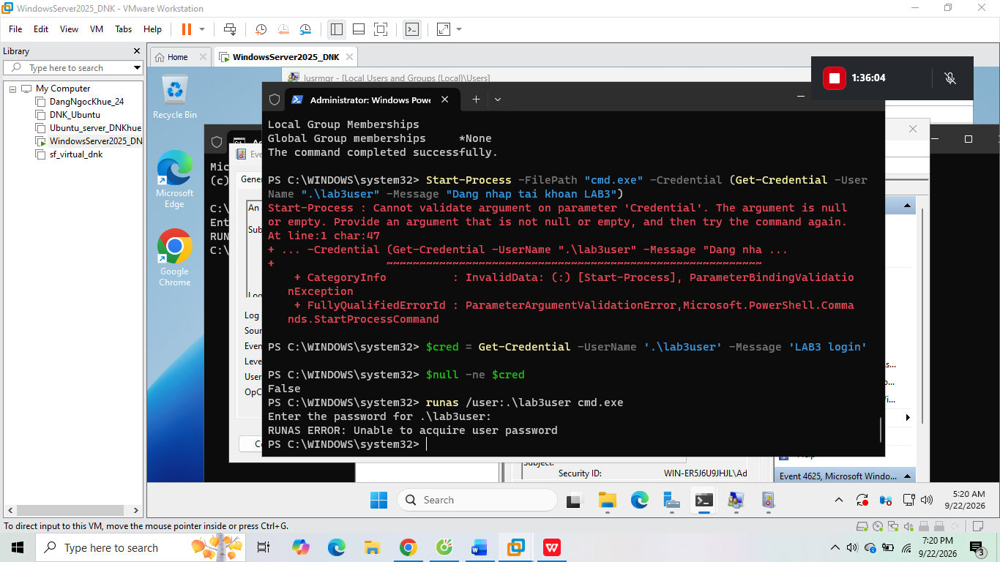 WindowsServer2025_DNK - VMware Workstation
File Edit View VM Tabs Help
Library
Type here to search
My Computer
DangNgocKhue_24
DNK_Ubuntu
Ubuntu_server_DNKhue
WindowsServer2025_DN
sf_virtual_dnk
Home
WindowsServer2025_DNK
lusrmgr - [Local Users and Groups (Local)\Users]
1:36:04
Recycle Bin
Microsoft
Edge
Google
Chrome
Administrator: Windows Powe
Mic
(c)
C:\
Ent
RUN
C:\
Eve
Gener
An
Sub
Log
Log
Sour
Even
Leve
User
OpC
Local Group Memberships
Global Group memberships *None
The command completed successfully.
PS C:\WINDOWS\system32> Start-Process -FilePath "cmd.exe" -Credential (Get-Credential -User
Name ".\lab3user" -Message "Dang nhap tai khoan LAB3")
Start-Process : Cannot validate argument on parameter 'Credential'. The argument is null
or empty. Provide an argument that is not null or empty, and then try the command again.
At line:1 char:47
+ ... -Credential (Get-Credential -UserName ".\lab3user" -Message "Dang nha ...
+ ~~~~~~~~~~~~~~~~~~~~~~~~~~~~~~~~~~~~~~~~~~~~~~~~~~~~~~~~~
+ CategoryInfo : InvalidData: (:) [Start-Process], ParameterBindingValidatio
nException
+ FullyQualifiedErrorId : ParameterArgumentValidationError,Microsoft.PowerShell.Comma
nds.StartProcessCommand
PS C:\WINDOWS\system32> $cred = Get-Credential -UserName '.\lab3user' -Message 'LAB3 login'
PS C:\WINDOWS\system32> $null -ne $cred
False
PS C:\WINDOWS\system32> runas /user:.\lab3user cmd.exe
Enter the password for .\lab3user:
RUNAS ERROR: Unable to acquire user password
PS C:\WINDOWS\system32>
Subject:
Security ID: WIN-ER5J6U9JHJL\Ad
Event 4625, Microsoft Windo...
Search
5:20 AM
9/22/2026
To direct input to this VM, move the mouse pointer inside or press Ctrl+G.
Type here to search
7:20 PM
9/22/2026
3